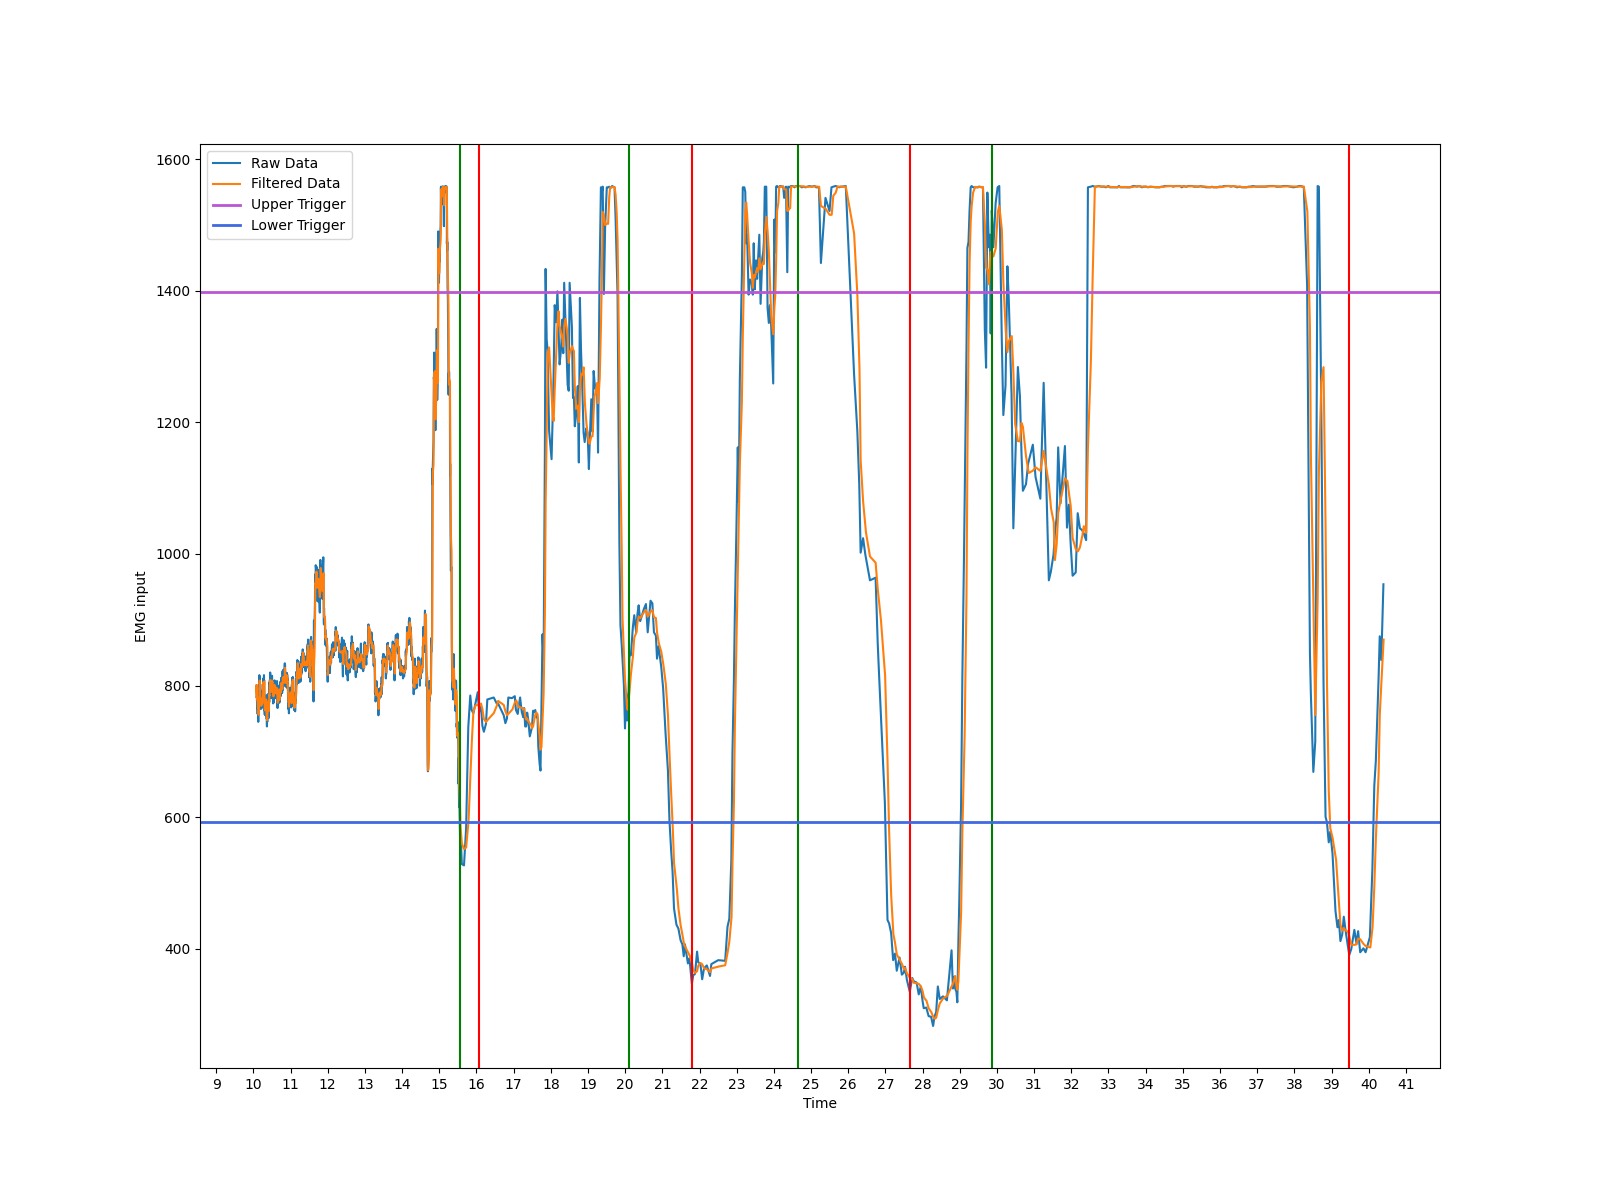 Raw Data
Filtered Data
Upper Trigger
Lower Trigger
1600
1400
1200
1000
800
600
400
EMG input
9 10 11 12 13 14 15 16 17 18 19 20 21 22 23 24 25 26 27 28 29 30 31 32 33 34 35 36 37 38 39 40 41
Time